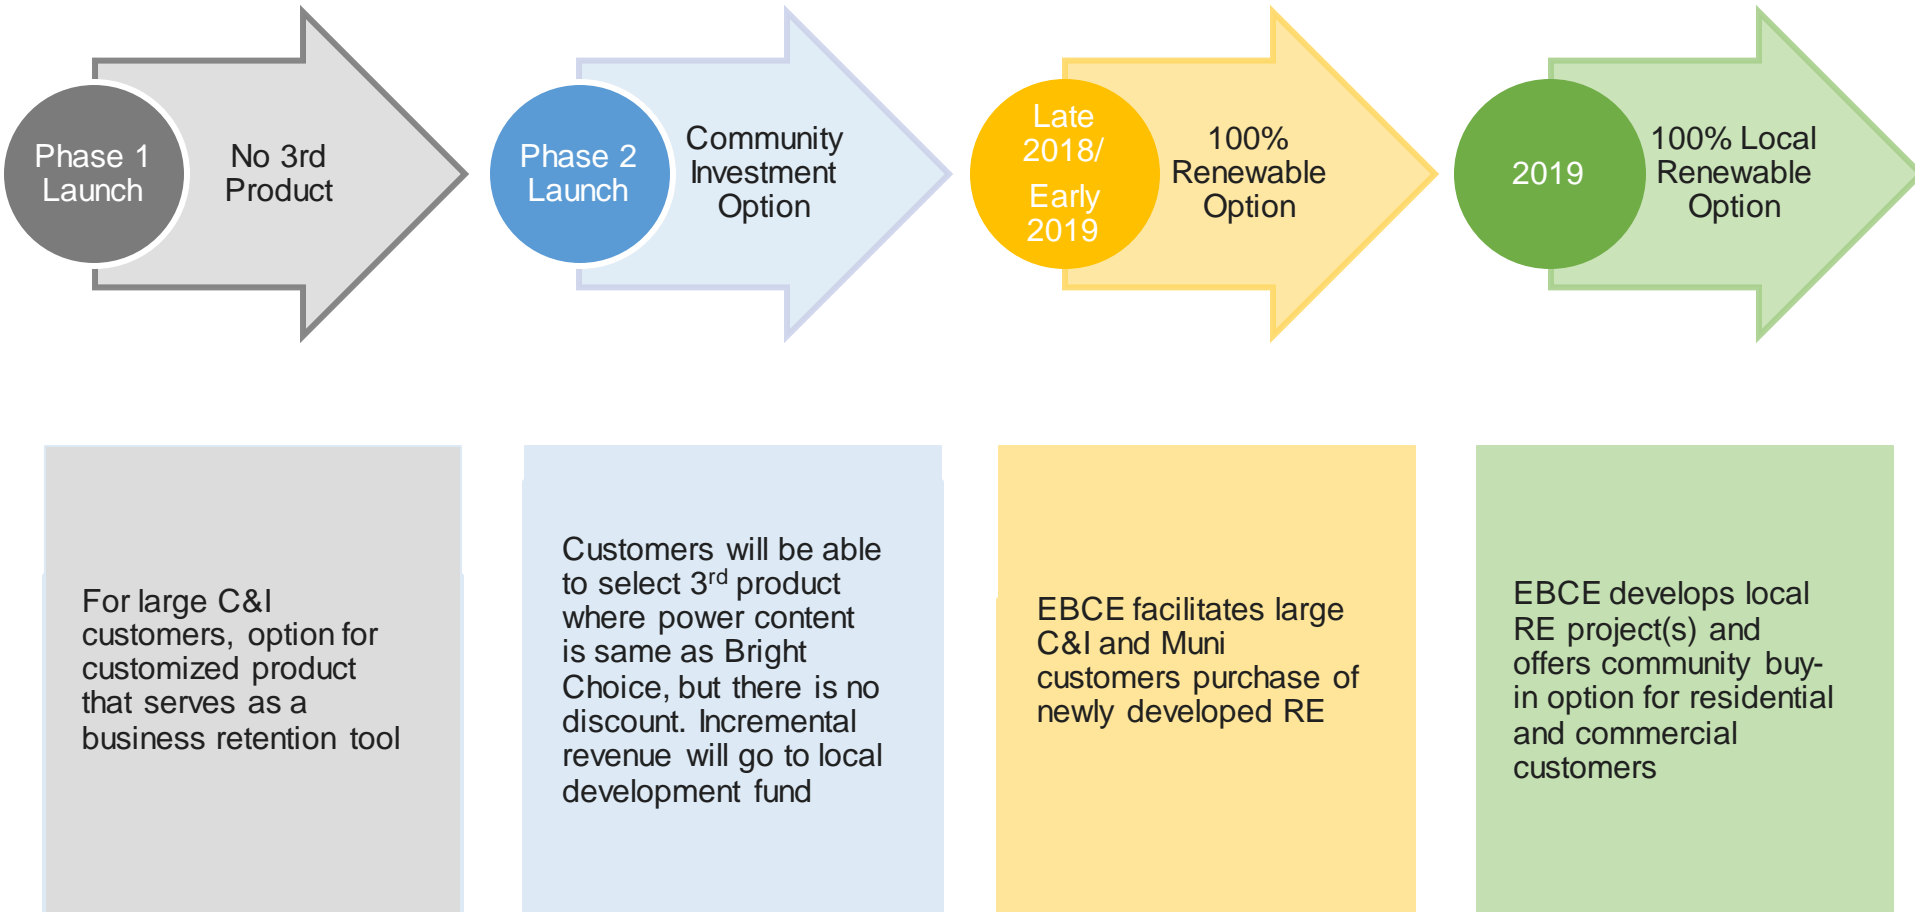 Phase 1
Launch
No 3rd
Product
Phase 2
Launch
Community
Investment
Option
Late
2018/
Early
2019
100%
Renewable
Option
2019
100% Local
Renewable
Option
For large C&I
customers, option for
customized product
that serves as a
business retention tool
Customers will be able
to select 3rd product
where power content
is same as Bright
Choice, but there is no
discount. Incremental
revenue will go to local
development fund
EBCE facilitates large
C&I and Muni
customers purchase of
newly developed RE
EBCE develops local
RE project(s) and
offers community buy-
in option for residential
and commercial
customers